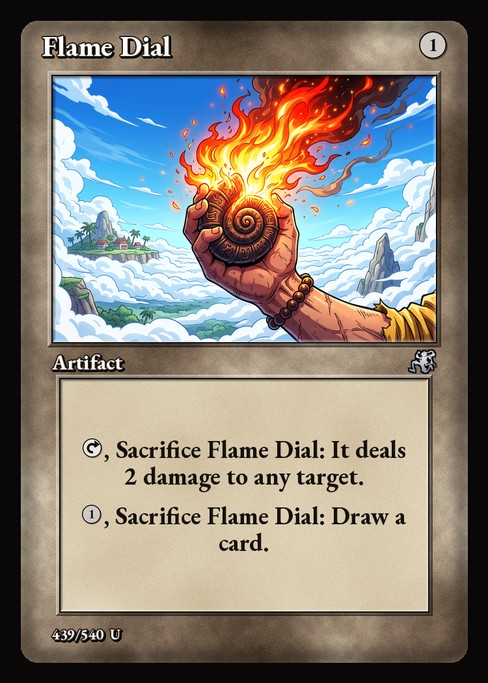 Flame Dial
1
Artifact
, Sacrifice Flame Dial: It deals
2 damage to any target.
1, Sacrifice Flame Dial: Draw a
card.
439/540 U